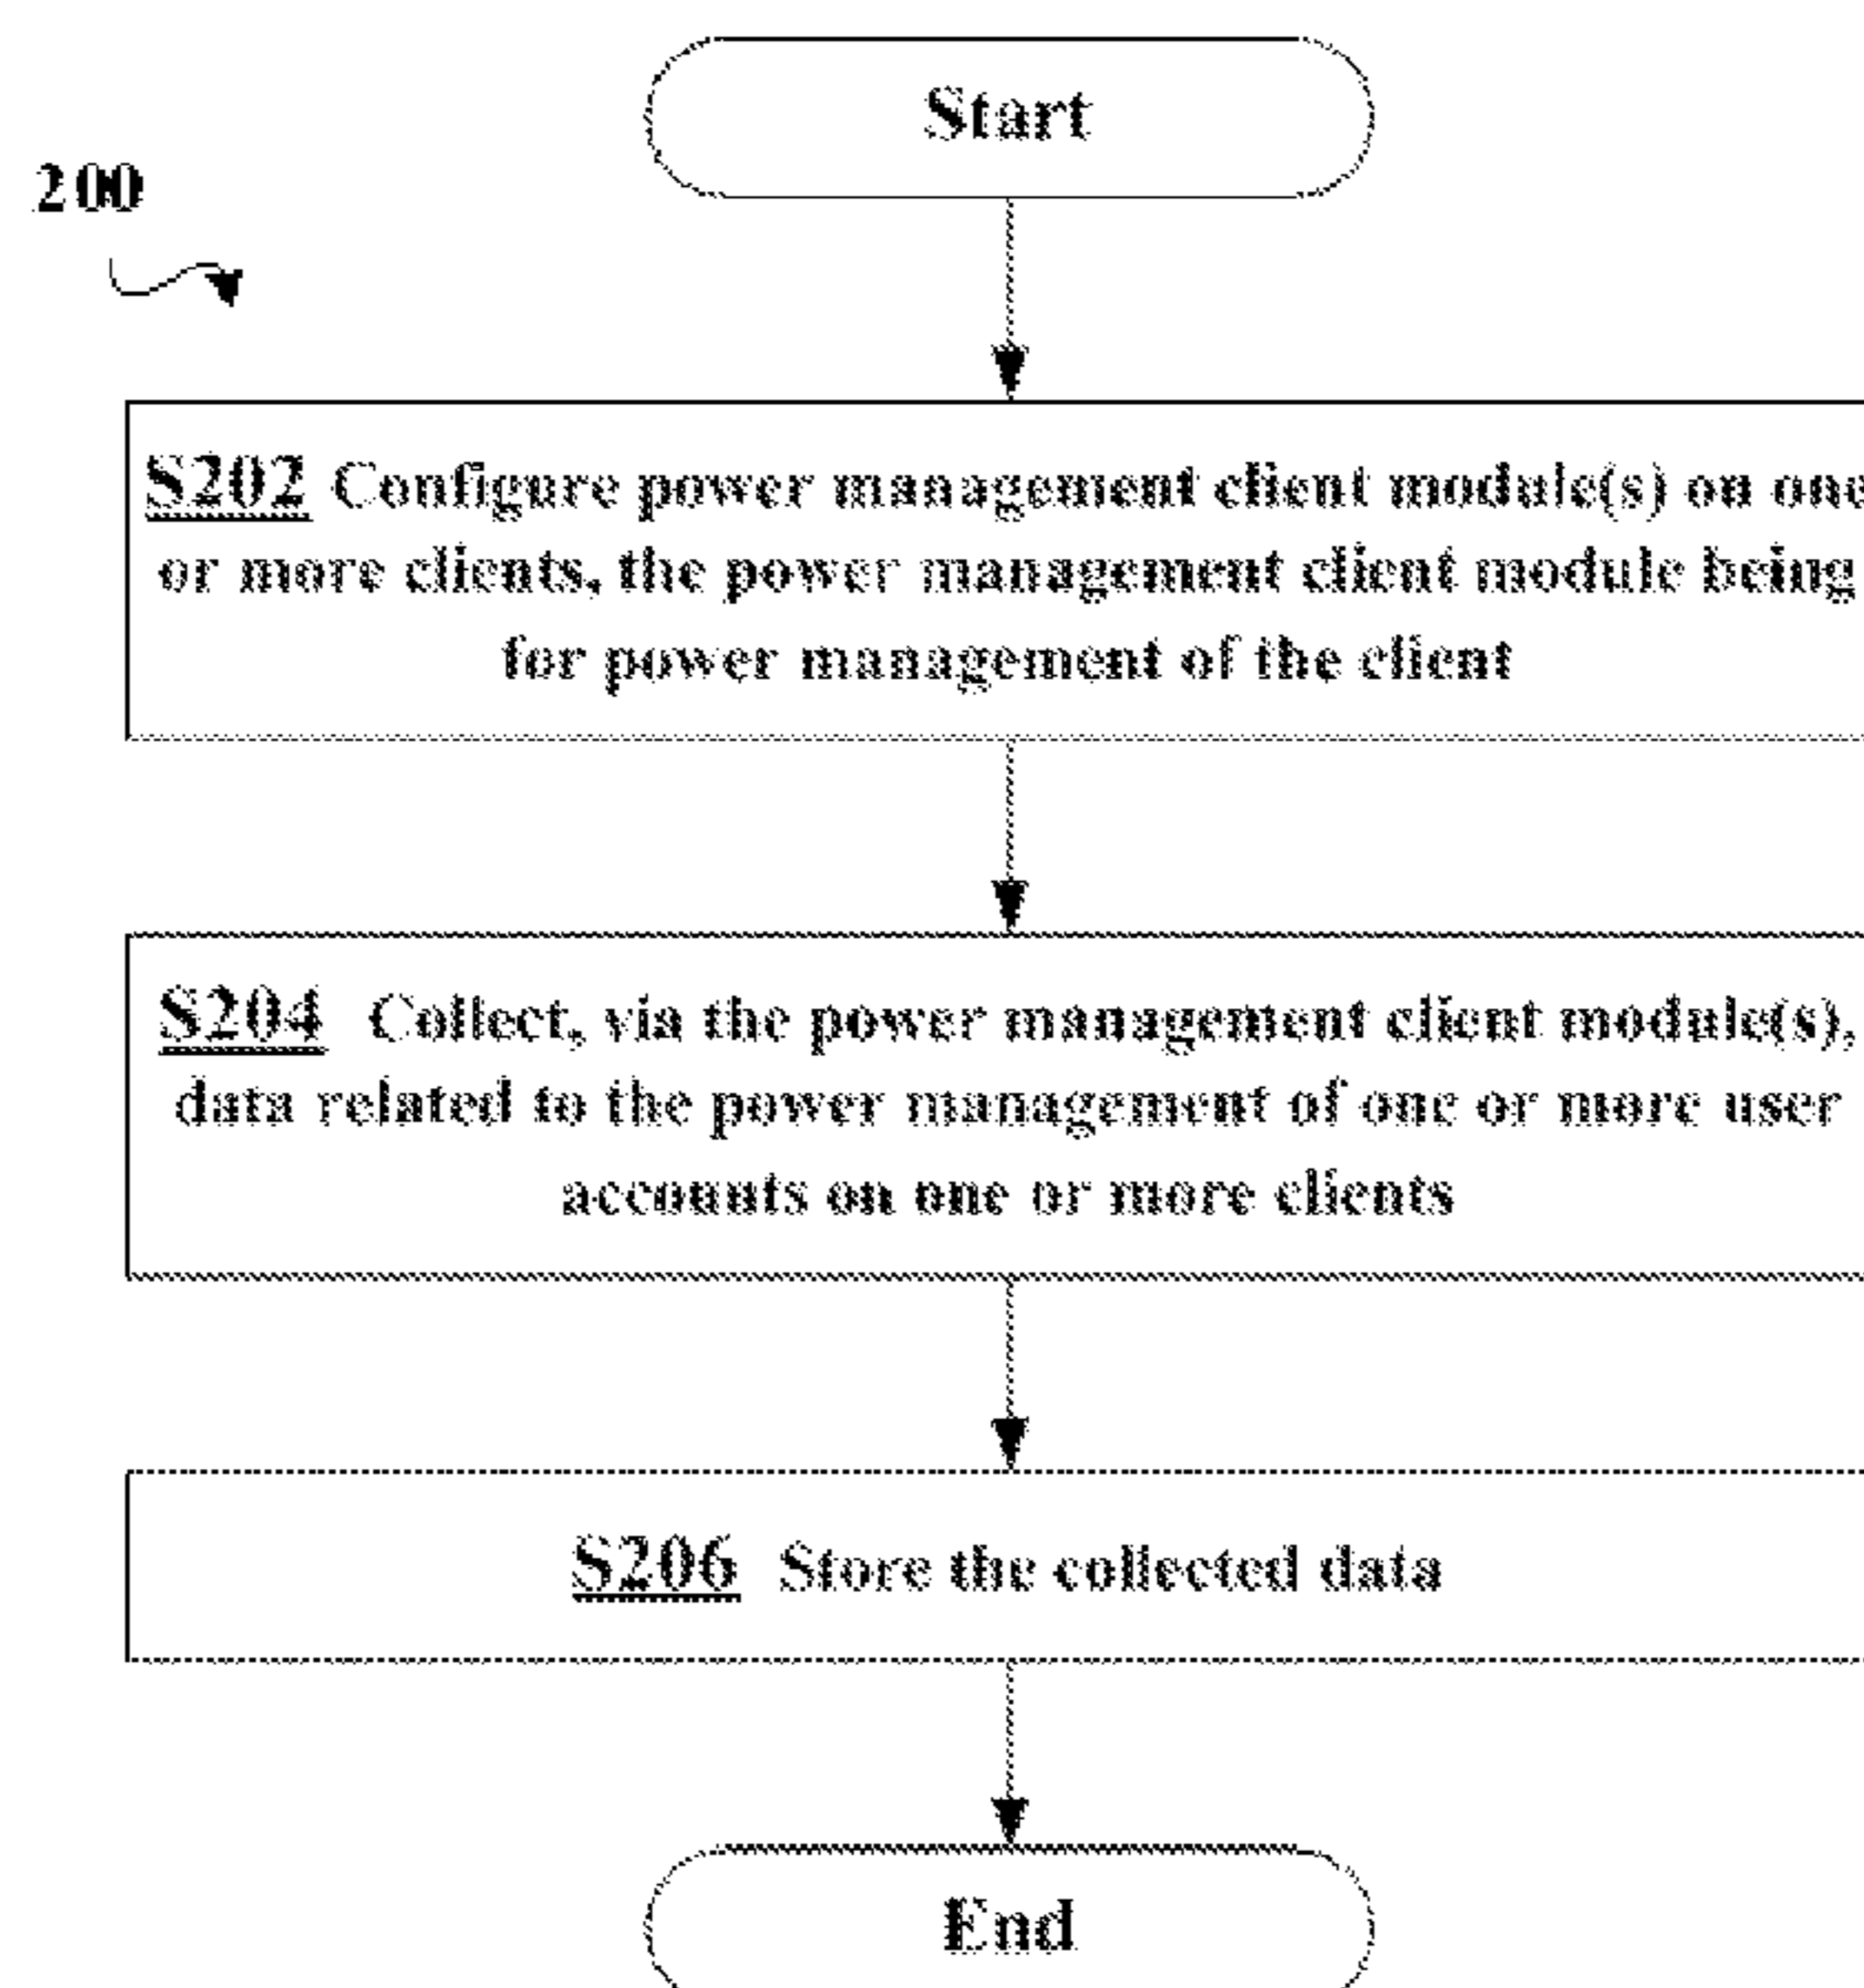 Start
200
S202 Configure power management client module(s) on one
or more clients, the power management client module being
for power management of the client
S204 Collect, via the power management client module(s),
data related to the power management of one or more user
accounts on one or more clients
S206 Store the collected data
End